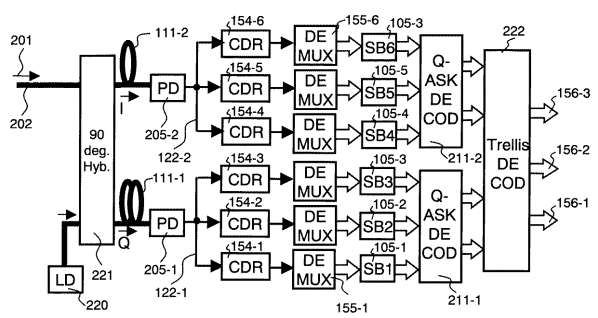 201
202
111-2
I
90
deg.
Hyb.
221
LD
220
111-1
Q
PD
205-2
122-2
PD
205-1
122-1
154-6
CDR
154-5
CDR
154-4
CDR
154-3
CDR
154-2
CDR
154-1
CDR
155-6
DE
MUX
DE
MUX
DE
MUX
DE
MUX
DE
MUX
DE
MUX
155-1
105-3
SB6
105-5
SB5
105-4
SB4
105-3
SB3
105-2
SB2
105-1
SB1
Q-
ASK
DE
COD
211-2
Q-
ASK
DE
COD
211-1
222
Trellis
DE
COD
156-3
156-2
156-1